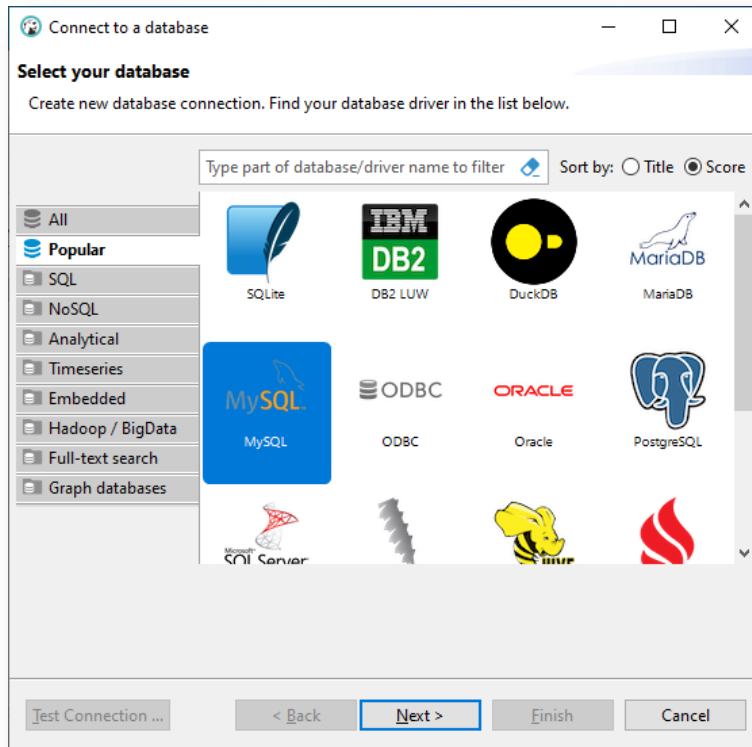 Connect to a database
Select your database
Create new database connection. Find your database driver in the list below.
Type part of database/driver name to filter
Sort by: Title Score
All
Popular
SQL
NoSQL
Analytical
Timeseries
Embedded
Hadoop / BigData
Full-text search
Graph databases
IBM
DB2
MariaDB
SQLite DB2 LUW DuckDB MariaDB
MySQL
ODBC
ORACLE
MySQL ODBC Oracle PostgreSQL
Microsoft
SQL Server
HIVE
Test Connection ... < Back Next > Finish Cancel